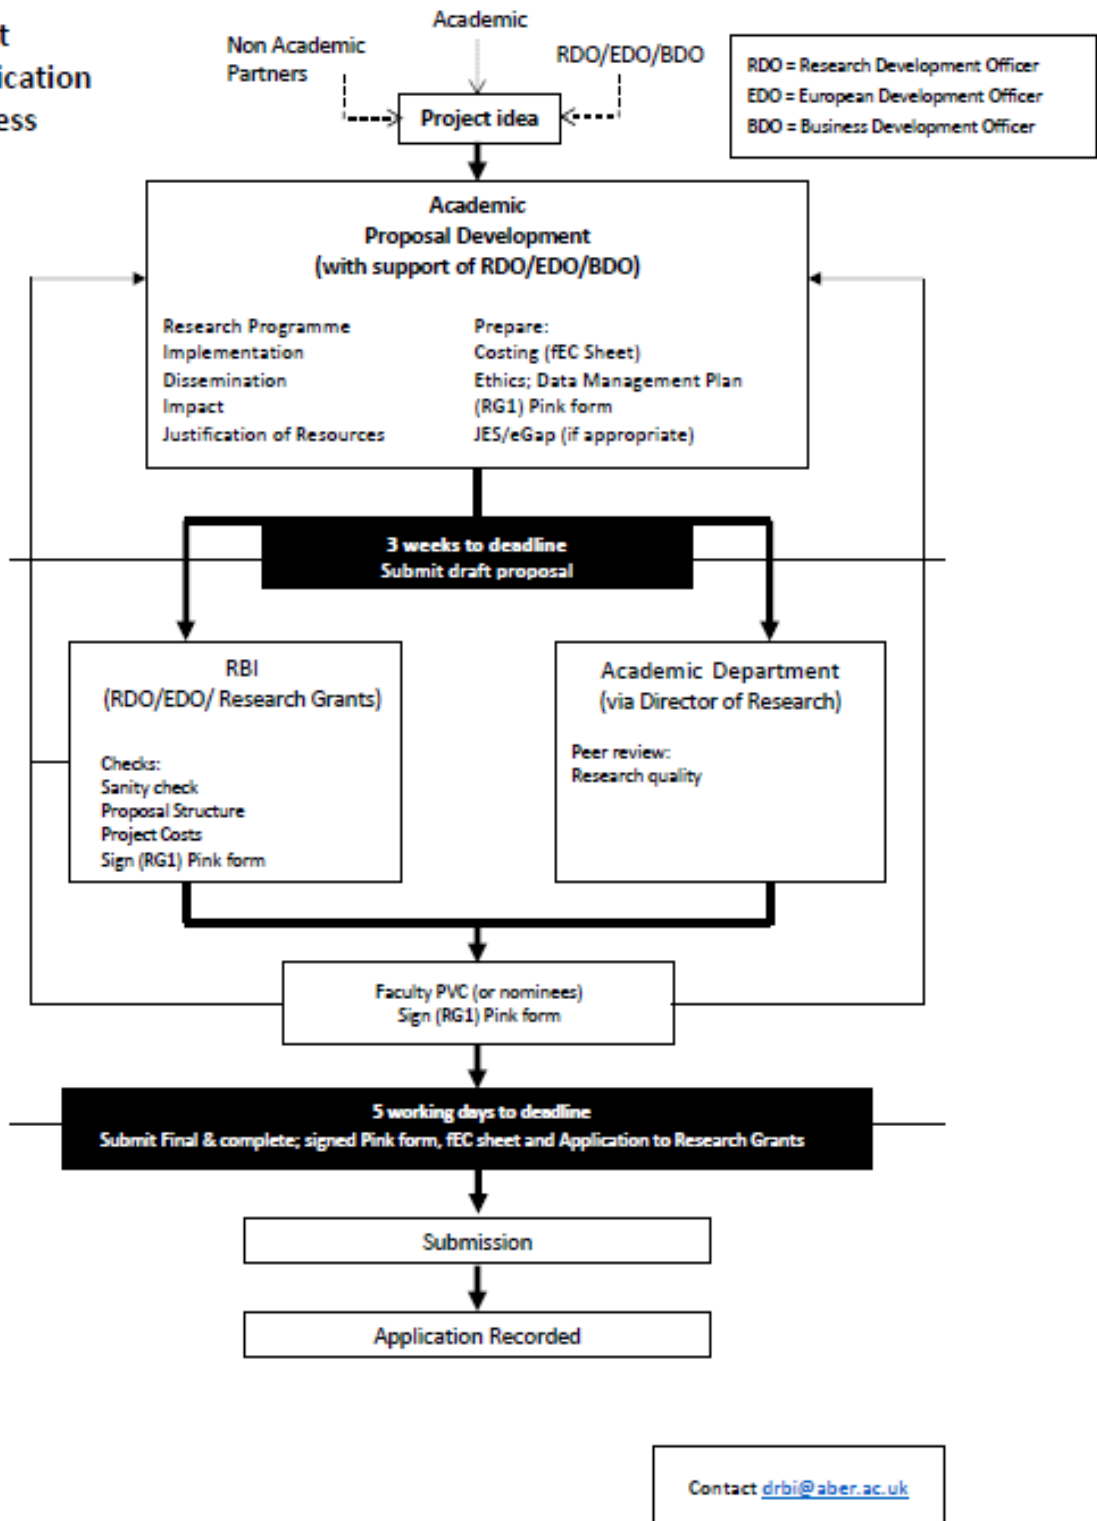 t
ication
ess
Academic
Non Academic
Partners
RDO/EDO/BDO
RDO = Research Development Officer
EDO = European Development Officer
BDO = Business Development Officer
Project idea
Academic
Proposal Development
(with support of RDO/EDO/BDO)
Research Programme
Implementation
Dissemination
Impact
Justification of Resources
Prepare:
Costing (fEC Sheet)
Ethics; Data Management Plan
(RG1) Pink form
JES/eGap (if appropriate)
3 weeks to deadline
Submit draft proposal
RBI
(RDO/EDO/ Research Grants)
Checks:
Sanity check
Proposal Structure
Project Costs
Sign (RG1) Pink form
Academic Department
(via Director of Research)
Peer review:
Research quality
Faculty PVC (or nominees)
Sign (RG1) Pink form
5 working days to deadline
Submit Final & complete; signed Pink form, fEC sheet and Application to Research Grants
Submission
Application Recorded
Contact drbi@aber.ac.uk